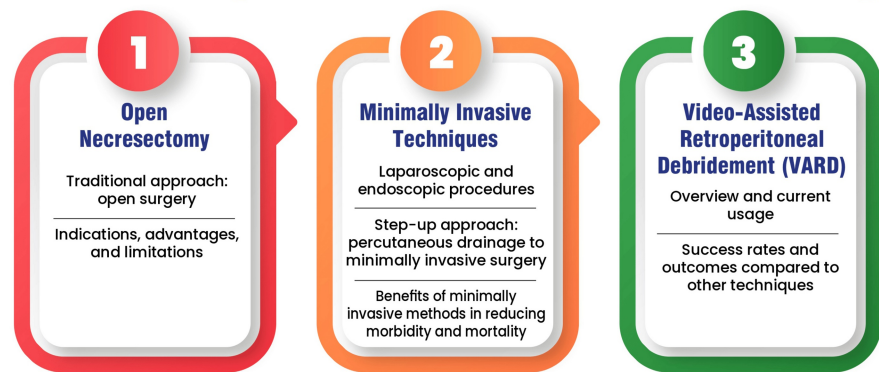 1
Open
Necresectomy
Traditional approach:
open surgery
Indications, advantages,
and limitations
2
Minimally Invasive
Techniques
Laparoscopic and
endoscopic procedures
Step-up approach:
percutaneous drainage to
minimally invasive surgery
Benefits of minimally
invasive methods in reducing
morbidity and mortality
3
Video-Assisted
Retroperitoneal
Debridement (VARD)
Overview and current
usage
Success rates and
outcomes compared to
other techniques